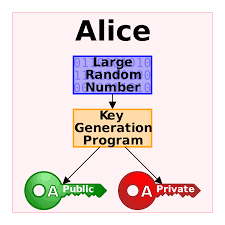 Alice
Large
Random
Number
Key
Generation
Program
A Public
A Private